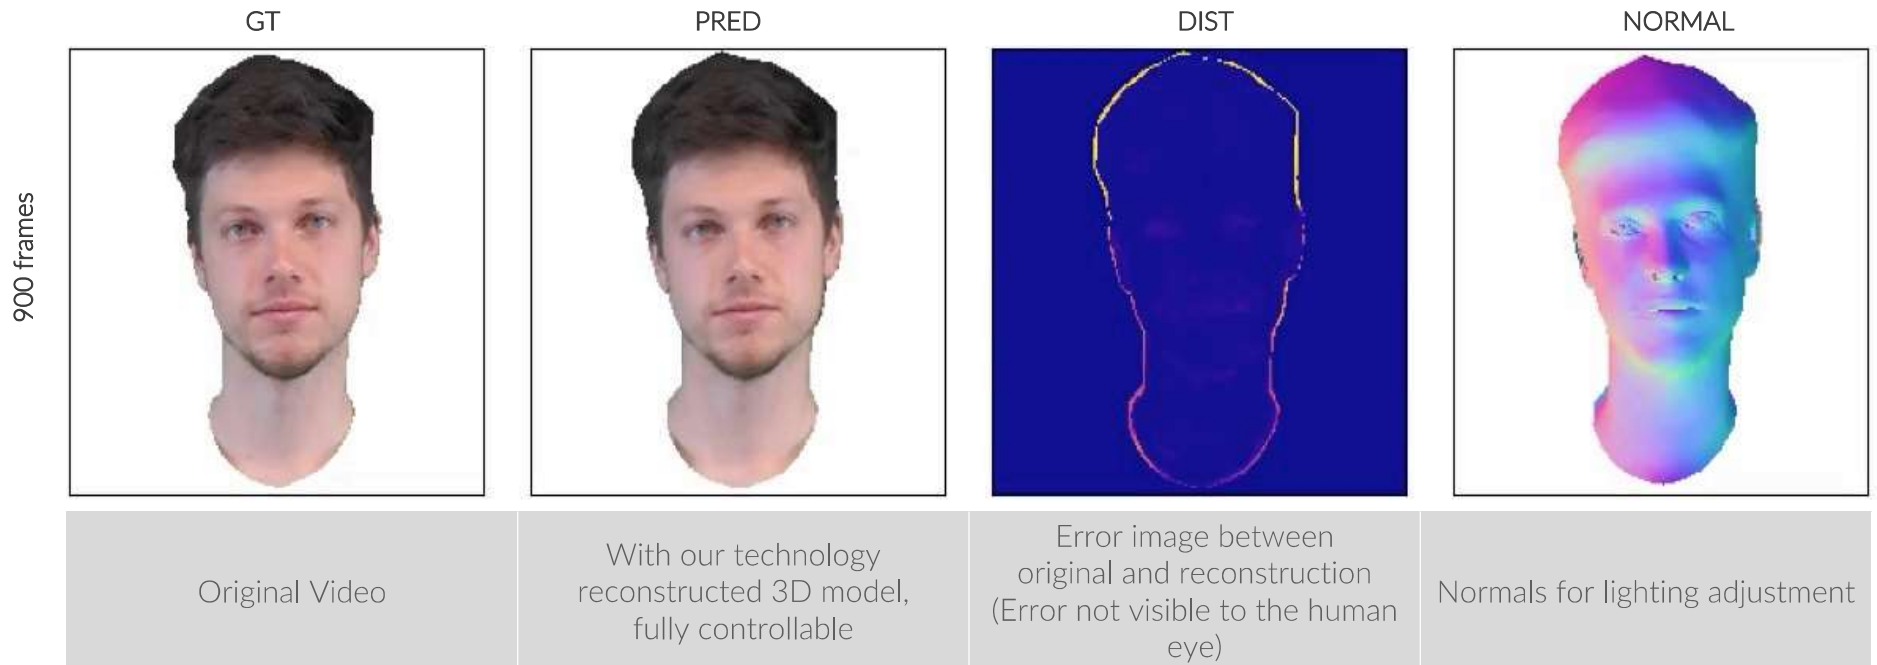 GT
PRED
DIST
NORMAL
900 frames
Original Video
With our technology
reconstructed 3D model,
fully controllable
Error image between
original and reconstruction
(Error not visible to the human
eye)
Normals for lighting adjustment